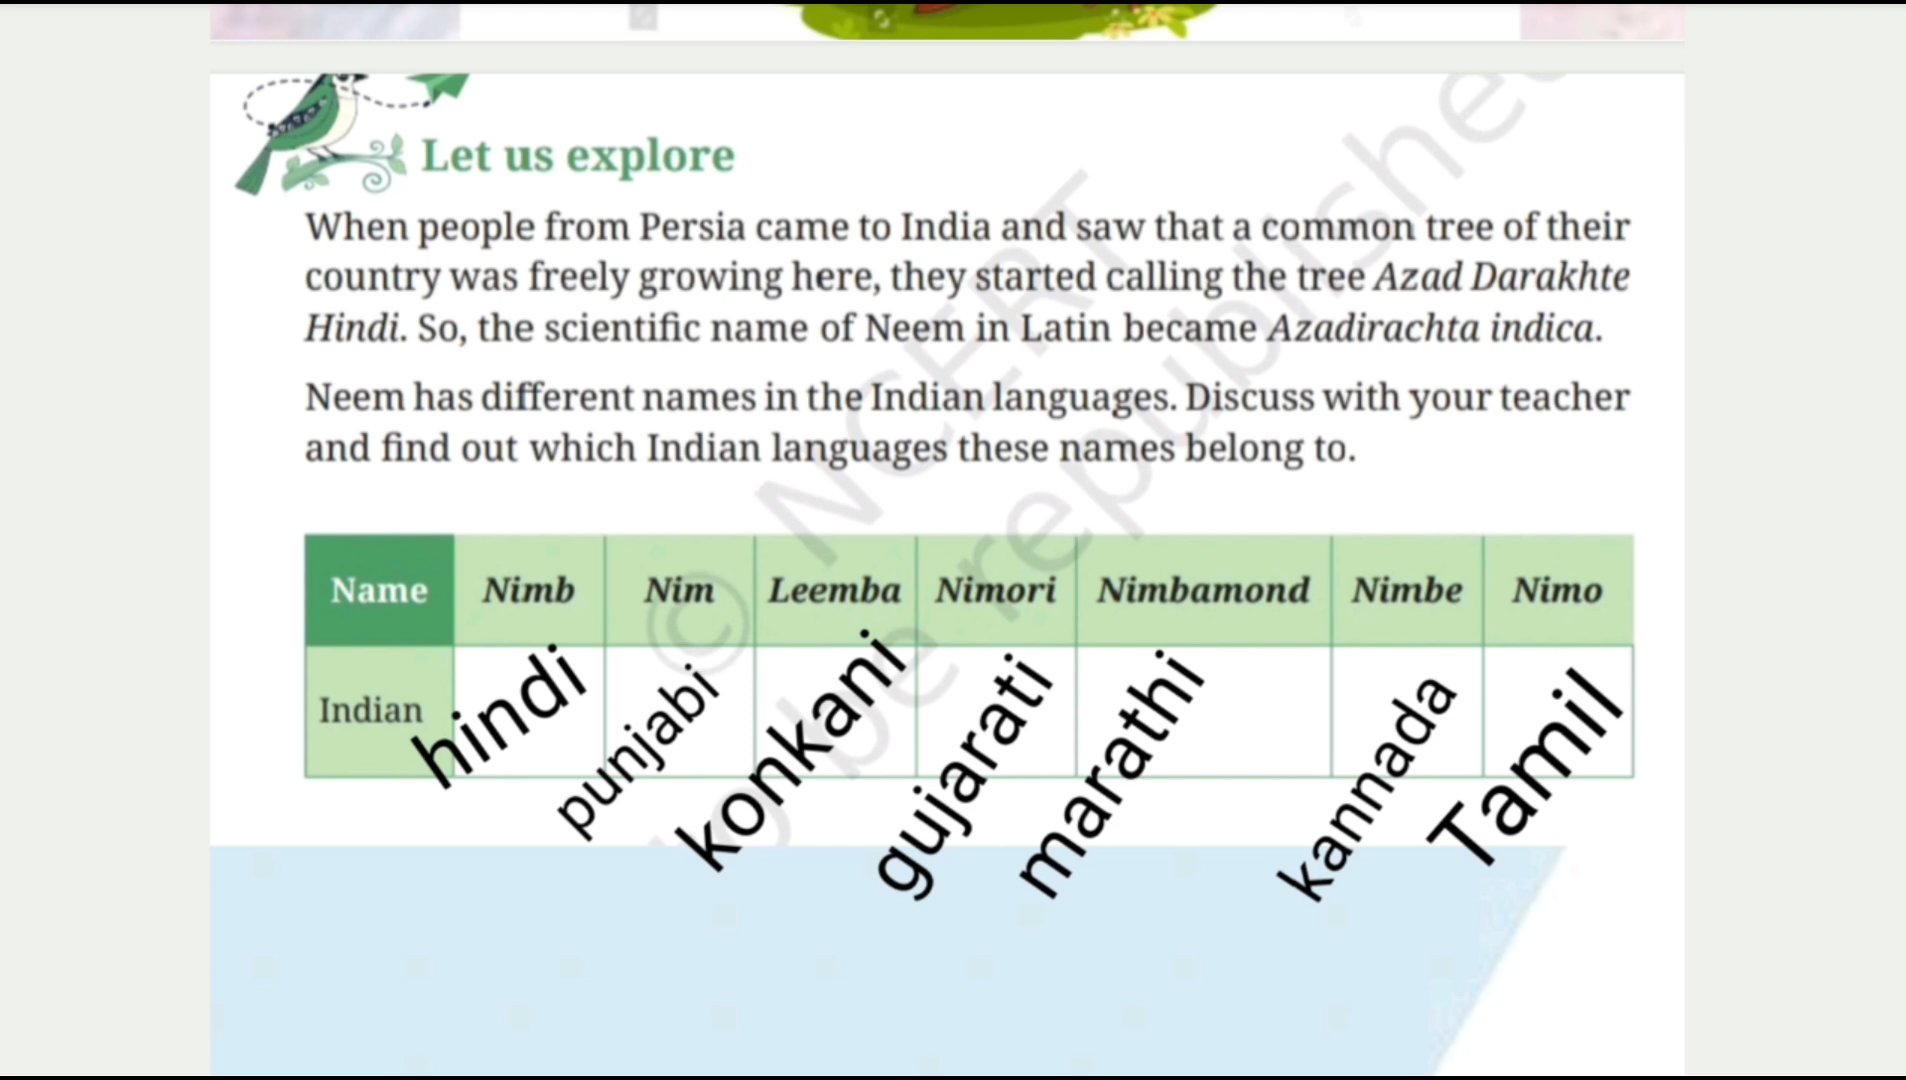 Let us explore
When people from Persia came to India and saw that a common tree of their
country was freely growing here, they started calling the tree Azad Darakhte
Hindi. So, the scientific name of Neem in Latin became Azadirachta indica.
Neem has different names in the Indian languages. Discuss with your teacher
and find out which Indian languages these names belong to.
Name Nimb Nim Leemba Nimori Nimbamond Nimbe Nimo
Indian hindi punjabi konkani gujarati marathi kannada Tamil
© NCERT
be republished